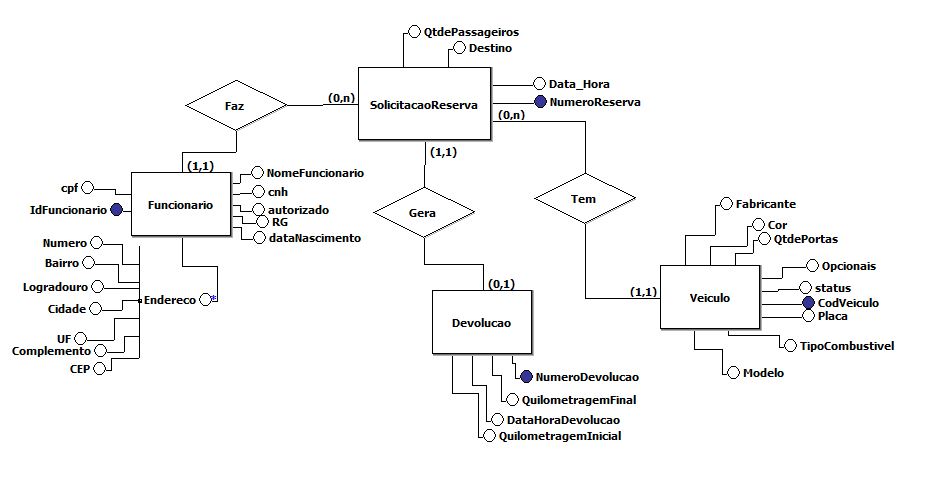 QtdePassageiros
Destino
Faz
(0,n)
SolicitacaoReserva
Data_Hora
NumeroReserva
(0,n)
(1,1)
(1,1)
NomeFuncionario
cpf
cnh
IdFuncionario
Funcionario
autorizado
RG
dataNascimento
Gera
Tem
Numero
Bairro
Logradouro
Endereco
*
Cidade
UF
Complemento
CEP
(0,1)
Devolucao
NumeroDevolucao
QuilometragemFinal
DataHoraDevolucao
QuilometragemInicial
Fabricante
Cor
QtdePortas
Opcionais
(1,1)
Veiculo
status
CodVeiculo
Placa
TipoCombustivel
Modelo